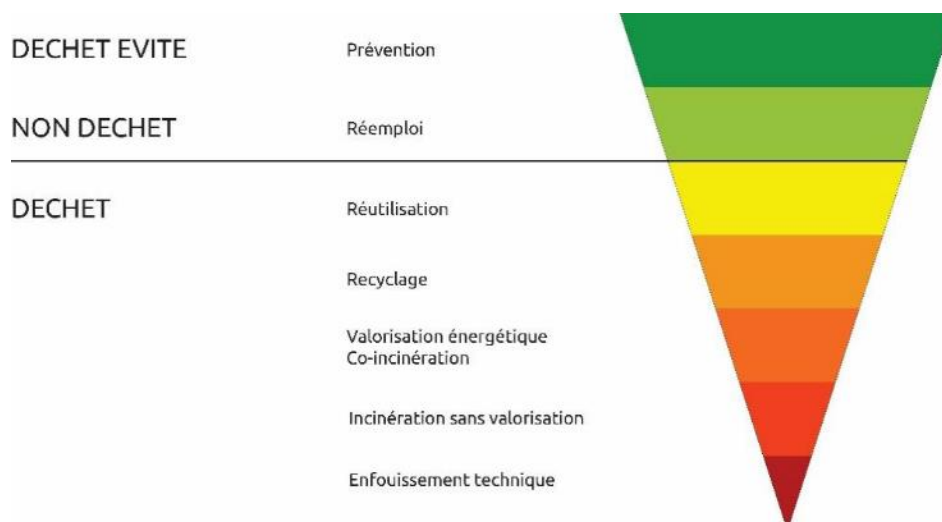 DECHET EVITE
Prévention
NON DECHET
Réemploi
DECHET
Réutilisation
Recyclage
Valorisation énergétique
Co-incinération
Incinération sans valorisation
Enfouissement technique